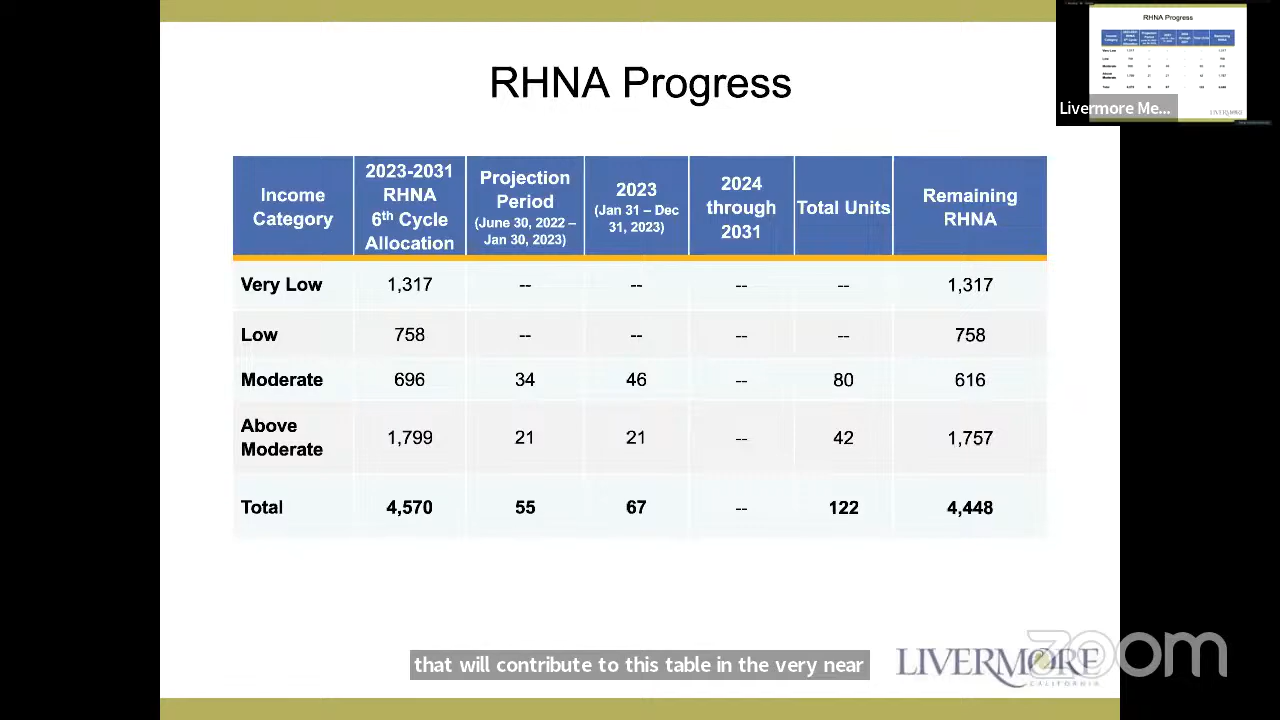 RHNA Progress
Income Category
2023-2031 RHNA 6th Cycle Allocation
Projection Period (June 30, 2022 – Jan 30, 2023)
2023 (Jan 31 – Dec 31, 2023)
2024 through 2031
Total Units
Remaining RHNA
Very Low 1,317 -- -- -- -- 1,317
Low 758 -- -- -- -- 758
Moderate 696 34 46 -- 80 616
Above Moderate 1,799 21 21 -- 42 1,757
Total 4,570 55 67 -- 122 4,448
that will contribute to this table in the very near
LIVERMORE
CALIFORNIA
zoom
RHNA Progress
Livermore Me...
LIVERMORE